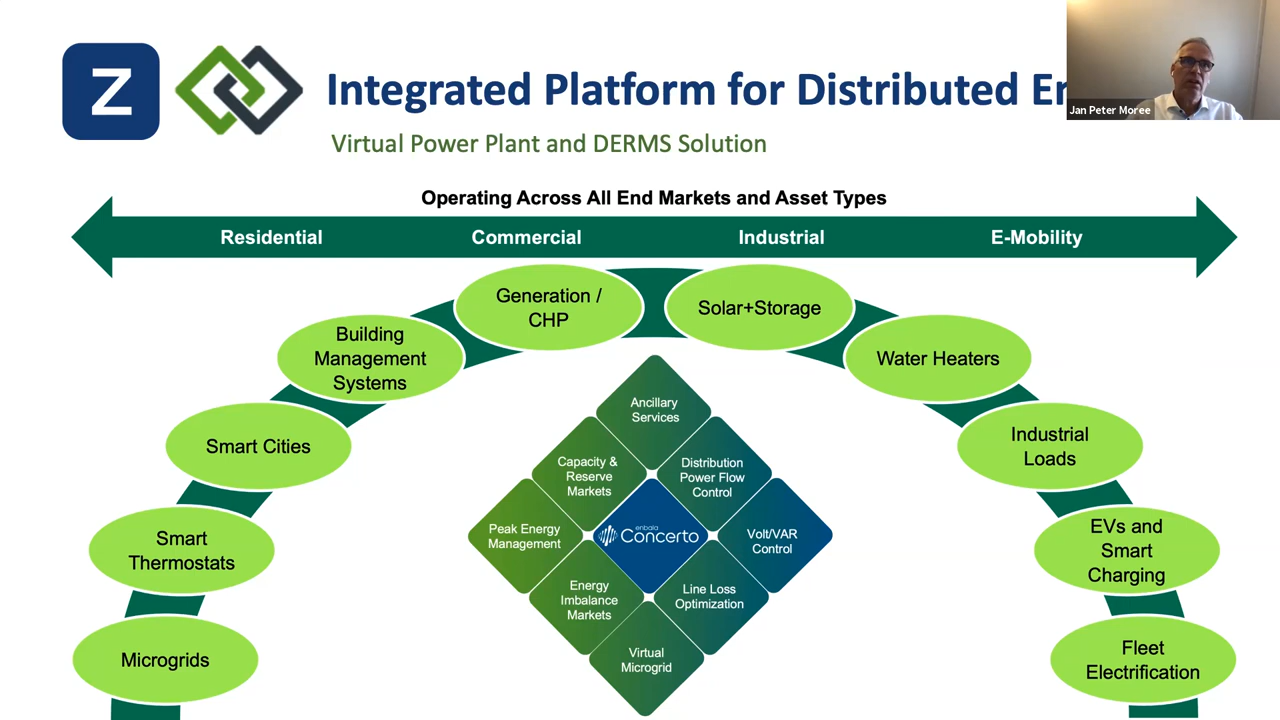 Z
Integrated Platform for Distributed
Jan Peter Moree
Virtual Power Plant and DERMS Solution
Operating Across All End Markets and Asset Types
Residential
Commercial
Industrial
E-Mobility
Generation /
CHP
Solar+Storage
Building
Management
Systems
Water Heaters
Smart Cities
Industrial
Loads
Smart
Thermostats
EVs and
Smart
Charging
Microgrids
Fleet
Electrification
Ancillary
Services
Capacity &
Reserve
Markets
Distribution
Power Flow
Control
Peak Energy
Management
enbala
Concerto
Volt/VAR
Control
Energy
Imbalance
Markets
Line Loss
Optimization
Virtual
Microgrid